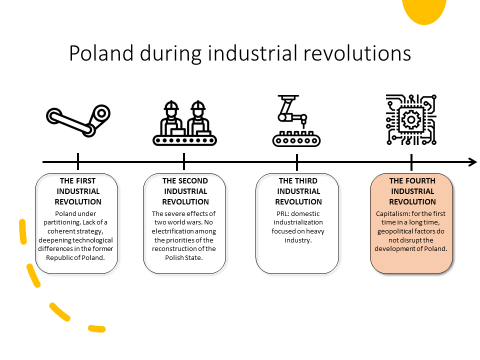 Poland during industrial revolutions
THE FIRST
INDUSTRIAL
REVOLUTION
Poland under
partitioning. Lack of a
coherent strategy,
deepening technological
differences in the former
Republic of Poland.
THE SECOND
INDUSTRIAL
REVOLUTION
The severe effects of
two world wars. No
electrification among
the priorities of the
reconstruction of the
Polish State.
THE THIRD
INDUSTRIAL
REVOLUTION
PRL: domestic
industrialization
focused on heavy
industry.
THE FOURTH
INDUSTRIAL
REVOLUTION
Capitalism: for the first
time in a long time,
geopolitical factors do
not disrupt the
development of Poland.